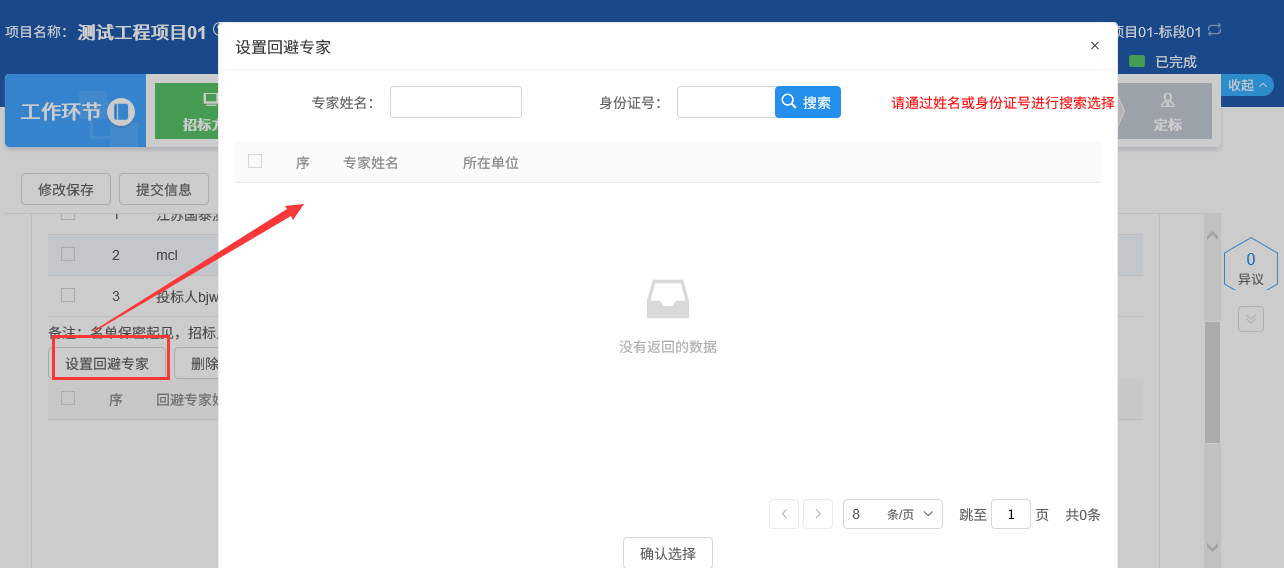 项目名称： 测试工程项目01
项目01-标段01
已完成
收起
工作环节
招标方
定标
修改保存
提交信息
1 江苏国泰
2 mcl
3 投标人bjw
备注：名单保密起见，招标
设置回避专家
删除
序 回避专家姓
0
异议
设置回避专家
×
专家姓名：
身份证号：
搜索
请通过姓名或身份证号进行搜索选择
序 专家姓名 所在单位
没有返回的数据
8 条/页 跳至 1 页 共0条
确认选择